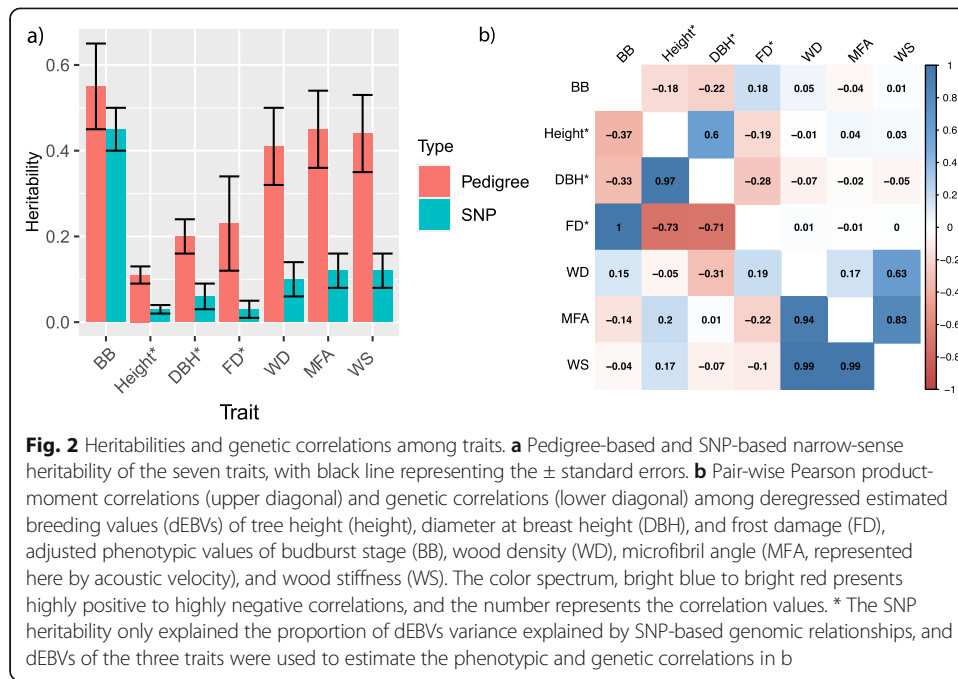 a)
0.6
0.4
0.2
0.0
Heritability
BB
Height*
DBH*
FD*
WD
MFA
WS
Trait
Type
Pedigree
SNP
b)
BB Height* DBH* FD* WD MFA WS
BB −0.18 −0.22 0.18 0.05 −0.04 0.01
Height* −0.37 0.6 −0.19 −0.01 0.04 0.03
DBH* −0.33 0.97 −0.28 −0.07 −0.02 −0.05
FD* 1 −0.73 −0.71 0.01 −0.01 0
WD 0.15 −0.05 −0.31 0.19 0.17 0.63
MFA −0.14 0.2 0.01 −0.22 0.94 0.83
WS −0.04 0.17 −0.07 −0.1 0.99 0.99
1
0.8
0.6
0.4
0.2
0
−0.2
−0.4
−0.6
−0.8
−1
Fig. 2 Heritabilities and genetic correlations among traits. a Pedigree-based and SNP-based narrow-sense
heritability of the seven traits, with black line representing the ± standard errors. b Pair-wise Pearson product-
moment correlations (upper diagonal) and genetic correlations (lower diagonal) among deregressed estimated
breeding values (dEBVs) of tree height (height), diameter at breast height (DBH), and frost damage (FD),
adjusted phenotypic values of budburst stage (BB), wood density (WD), microfibril angle (MFA, represented
here by acoustic velocity), and wood stiffness (WS). The color spectrum, bright blue to bright red presents
highly positive to highly negative correlations, and the number represents the correlation values. * The SNP
heritability only explained the proportion of dEBVs variance explained by SNP-based genomic relationships, and
dEBVs of the three traits were used to estimate the phenotypic and genetic correlations in b